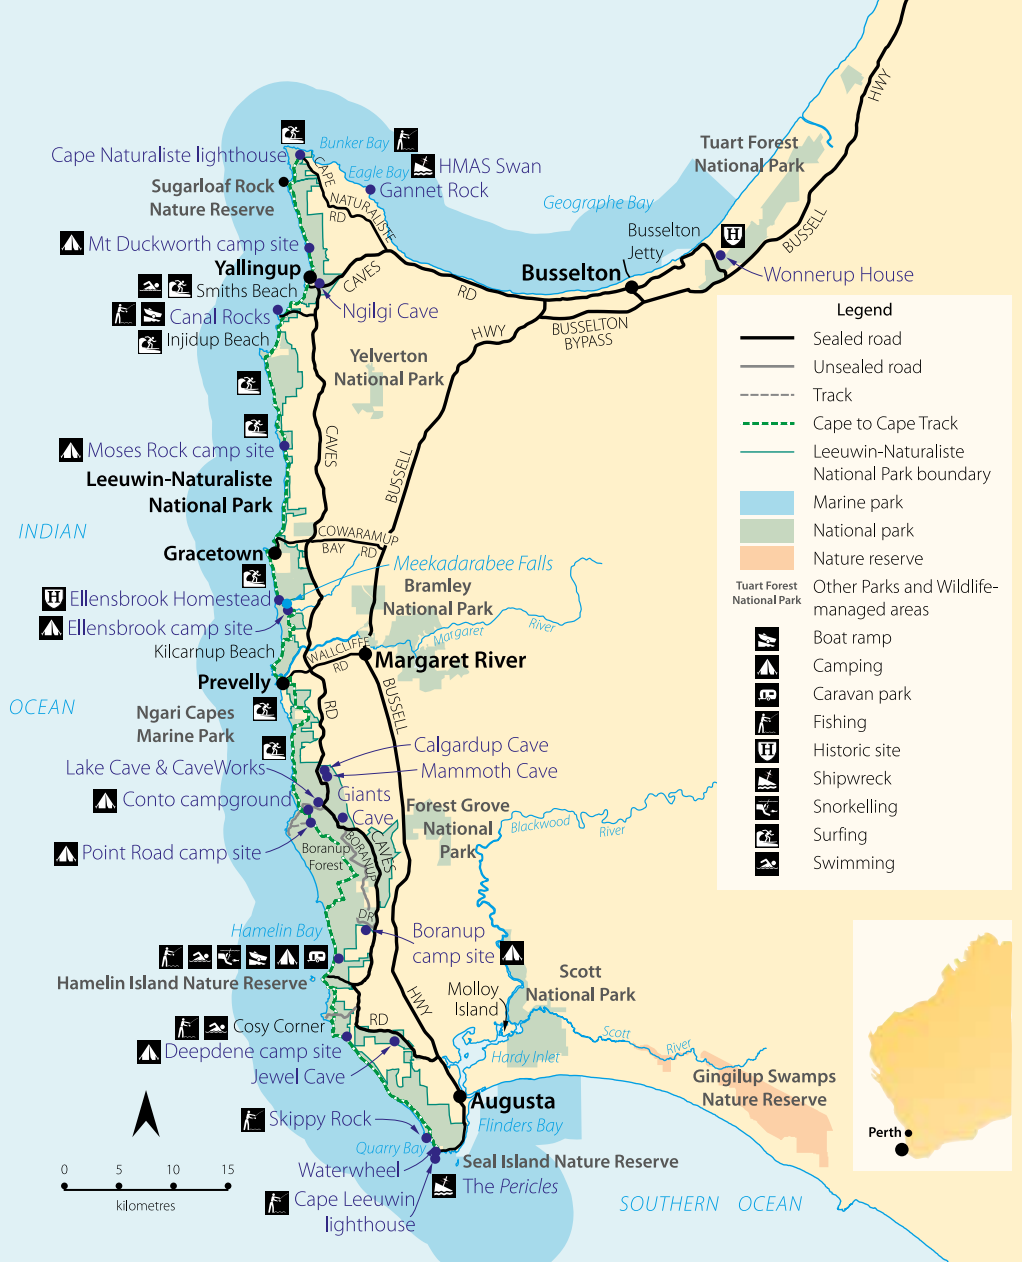 Bunker Bay
Cape Naturaliste lighthouse
Eagle Bay
HMAS Swan
Gannet Rock
Sugarloaf Rock
Nature Reserve
CAPE
NATURALISTE
RD
Tuart Forest
National Park
HWY
BUSSELL
Geographe Bay
Busselton
Jetty
Mt Duckworth camp site
Yallingup
Smiths Beach
CAVES
RD
Busselton
Wonnerup House
Canal Rocks
Ngilgi Cave
Injidup Beach
HWY
BUSSELTON
BYPASS
Yelverton
National Park
Moses Rock camp site
CAVES
BUSSELL
Leeuwin-Naturaliste
National Park
INDIAN
COWARAMUP
BAY RD
Gracetown
Meekadarabee Falls
Bramley
National Park
Ellensbrook Homestead
Ellensbrook camp site
Kilcarnup Beach
Margaret
River
WALLCLIFFE
RD
Margaret River
Prevelly
OCEAN
RD
BUSSELL
Ngari Capes
Marine Park
Calgardup Cave
Lake Cave & CaveWorks
Mammoth Cave
Conto campground
Giants
Cave
Forest Grove
National
Park
Blackwood
River
Point Road camp site
Boranup
Forest
BORANUP
CAVES
DR
Hamelin Bay
Boranup
camp site
Hamelin Island Nature Reserve
Molloy
Island
Scott
National Park
HWY
RD
Cosy Corner
Deepdene camp site
Jewel Cave
Hardy Inlet
Scott
River
Gingilup Swamps
Nature Reserve
Augusta
Skippy Rock
Flinders Bay
Quarry Bay
Waterwheel
Seal Island Nature Reserve
The Pericles
Cape Leeuwin
lighthouse
SOUTHERN OCEAN
0 5 10 15
kilometres
Legend
Sealed road
Unsealed road
Track
Cape to Cape Track
Leeuwin-Naturaliste
National Park boundary
Marine park
National park
Nature reserve
Tuart Forest
National Park
Other Parks and Wildlife-
managed areas
Boat ramp
Camping
Caravan park
Fishing
H
Historic site
Shipwreck
Snorkelling
Surfing
Swimming
Perth
H
H